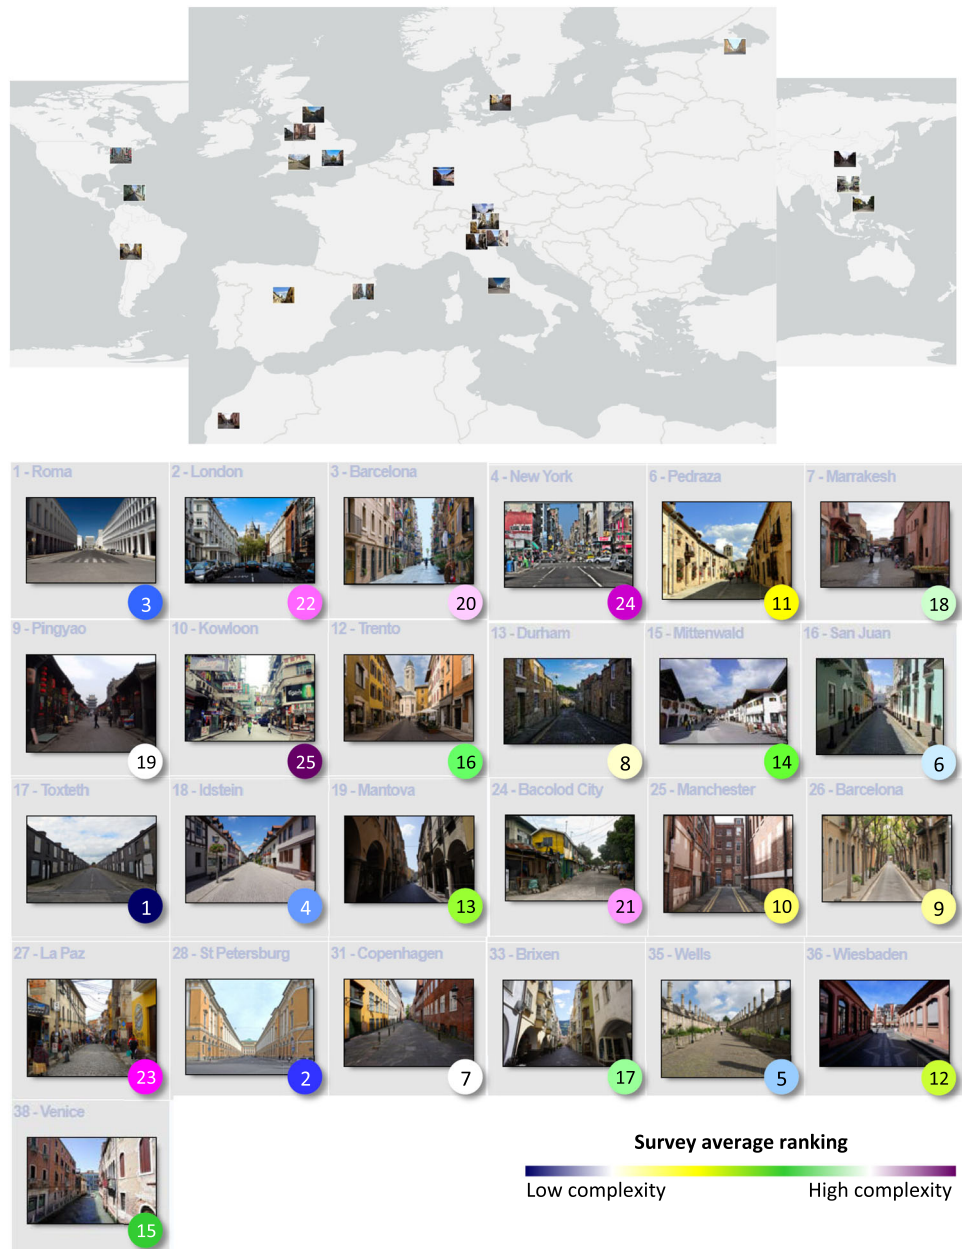 1 - Roma
2 - London
3 - Barcelona
4 - New York
6 - Pedraza
7 - Marrakesh
3
22
20
24
11
18
9 - Pingyao
10 - Kowloon
12 - Trento
13 - Durham
15 - Mittenwald
16 - San Juan
19
25
16
8
14
6
17 - Toxteth
18 - Idstein
19 - Mantova
24 - Bacolod City
25 - Manchester
26 - Barcelona
1
4
13
21
10
9
27 - La Paz
28 - St Petersburg
31 - Copenhagen
33 - Brixen
35 - Wells
36 - Wiesbaden
23
2
7
17
5
12
38 - Venice
15
Survey average ranking
Low complexity
High complexity